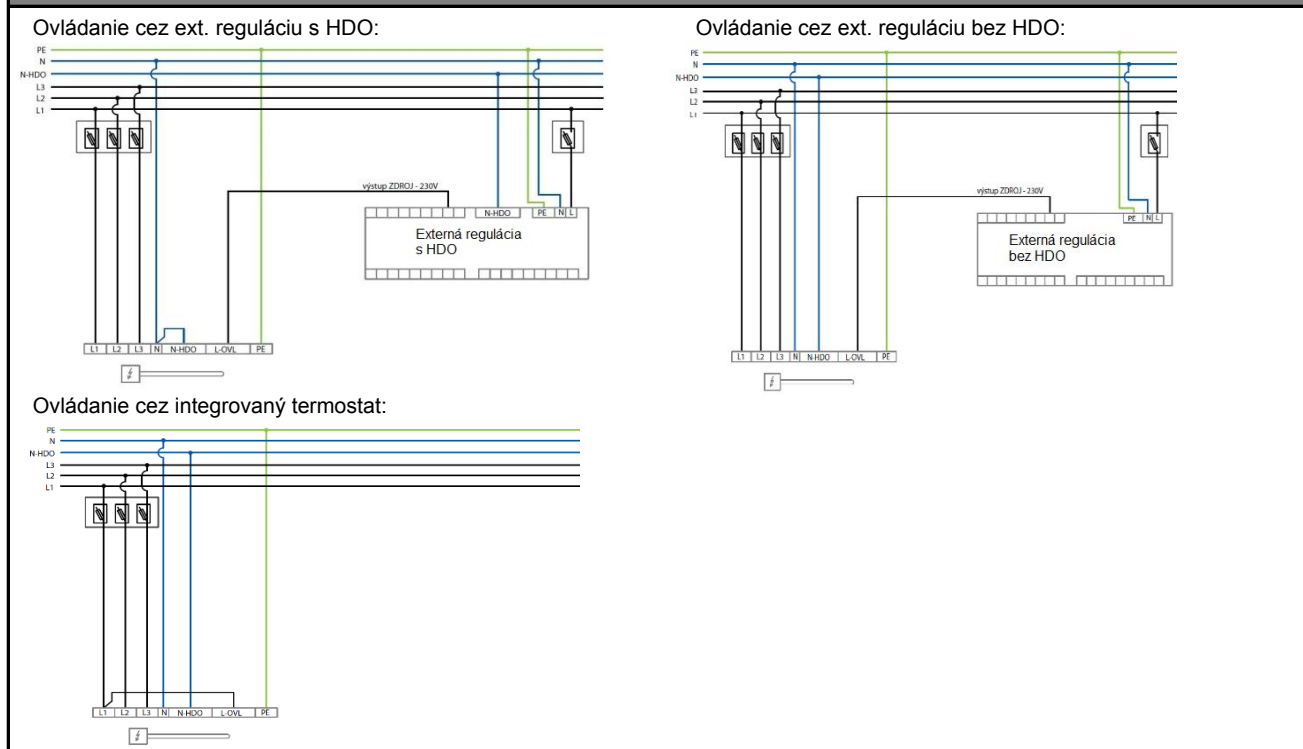 Ovládanie cez ext. reguláciu s HDO:
PE
N
N-HDO
L3
L2
L1
výstup ZDROJ - 230V
N-HDO PE N L
Externá regulácia
s HDO
L1 L2 L3 N N-HDO L-OVL PE
Ovládanie cez ext. reguláciu bez HDO:
PE
N
N-HDO
L3
L2
L1
výstup ZDROJ - 230V
PE N L
Externá regulácia
bez HDO
L1 L2 L3 N N-HDO L-OVL PE
Ovládanie cez integrovaný termostat:
PE
N
N-HDO
L3
L2
L1
L1 L2 L3 N N-HDO L-OVL PE